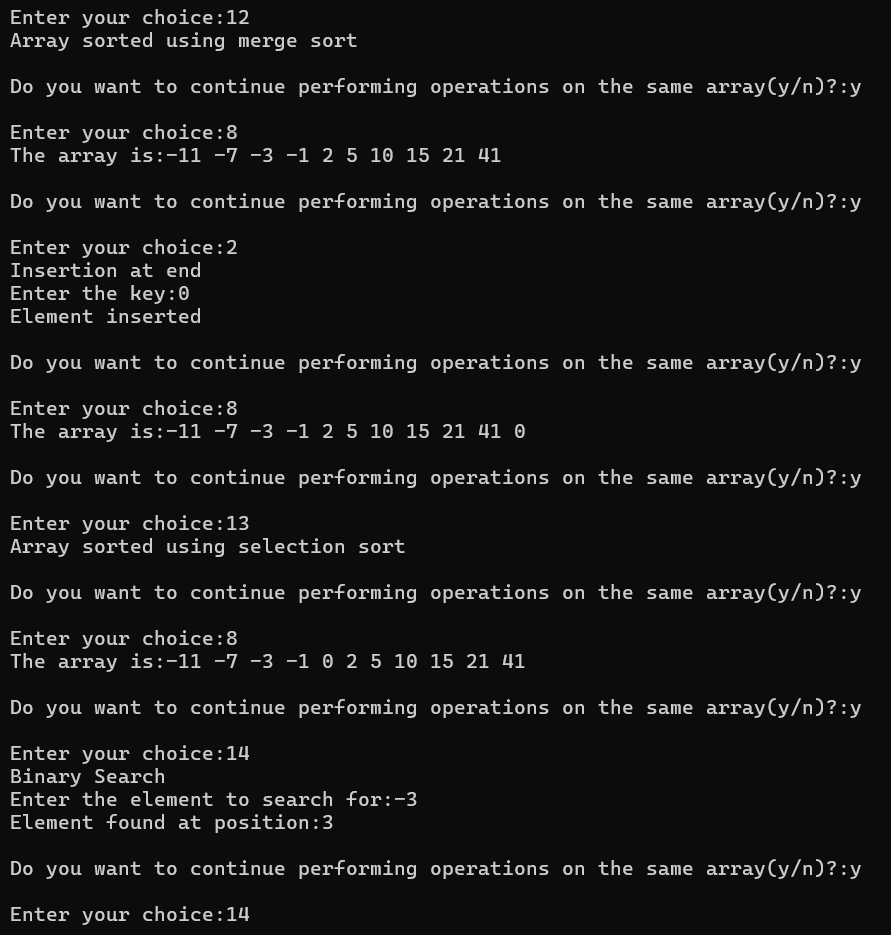 Enter your choice:12
Array sorted using merge sort
Do you want to continue performing operations on the same array(y/n)?:y
Enter your choice:8
The array is:-11 -7 -3 -1 2 5 10 15 21 41
Do you want to continue performing operations on the same array(y/n)?:y
Enter your choice:2
Insertion at end
Enter the key:0
Element inserted
Do you want to continue performing operations on the same array(y/n)?:y
Enter your choice:8
The array is:-11 -7 -3 -1 2 5 10 15 21 41 0
Do you want to continue performing operations on the same array(y/n)?:y
Enter your choice:13
Array sorted using selection sort
Do you want to continue performing operations on the same array(y/n)?:y
Enter your choice:8
The array is:-11 -7 -3 -1 0 2 5 10 15 21 41
Do you want to continue performing operations on the same array(y/n)?:y
Enter your choice:14
Binary Search
Enter the element to search for:-3
Element found at position:3
Do you want to continue performing operations on the same array(y/n)?:y
Enter your choice:14